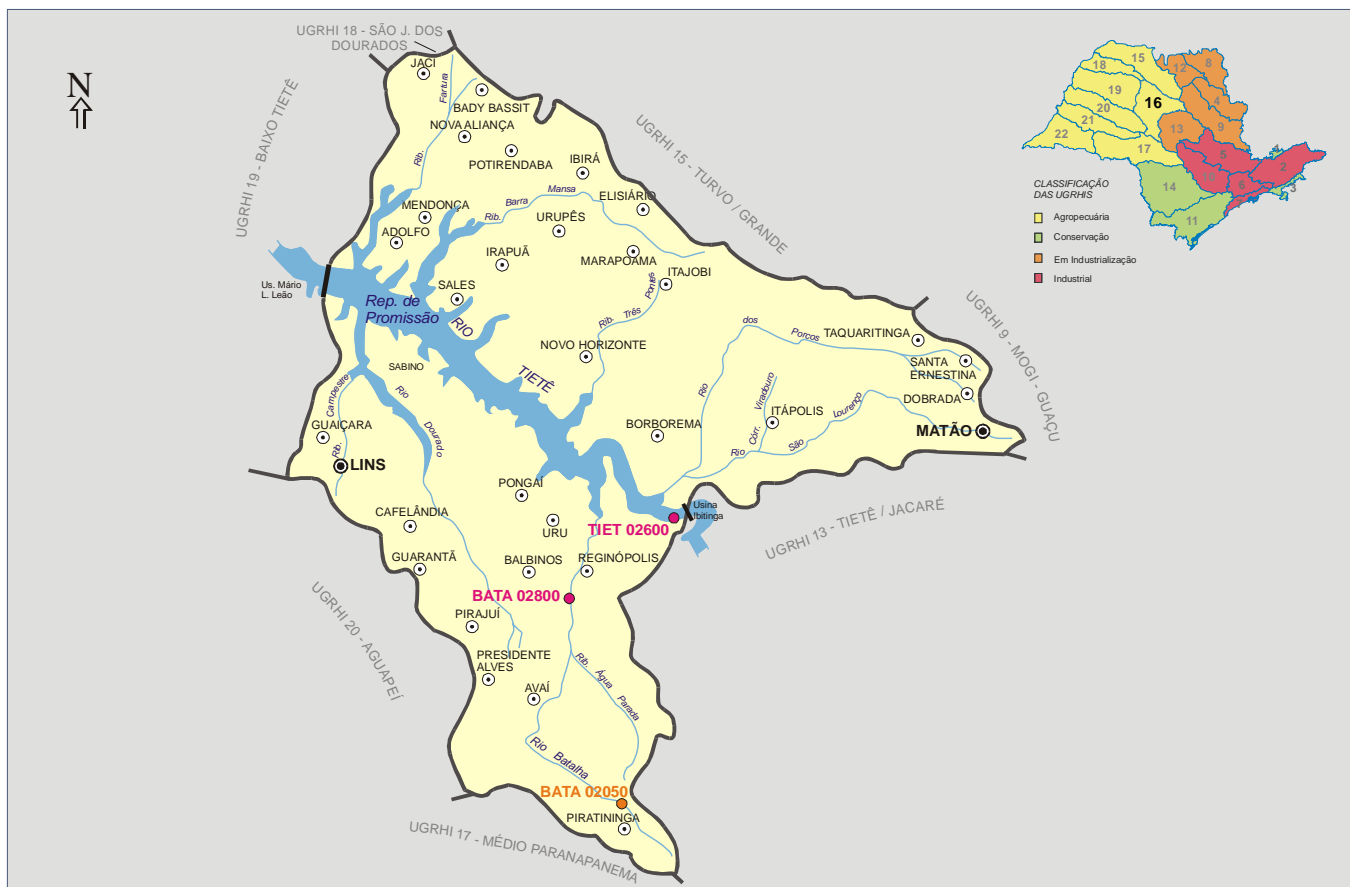 UGRHI 18 - SÃO J. DOS
DOURADOS
N
JACI
Rib. Fartura
BADY BASSIT
NOVA ALIANÇA
POTIRENDABA
IBIRÁ
UGRHI 19 - BAIXO TIETÊ
UGRHI 15 - TURVO / GRANDE
MENDONÇA
Rib. Barra Mansa
ELISIÁRIO
ADOLFO
URUPÊS
IRAPUÃ
MARAPOAMA
ITAJOBI
Us. Mário
L. Leão
SALES
Rep. de
Promissão
RIO TIETÊ
Rib. Três Pontes
NOVO HORIZONTE
SABINO
Rio dos Porcos
TAQUARITINGA
SANTA
ERNESTINA
DOBRADA
UGRHI 9 - MOGI - GUAÇU
Rib. Campestre
Rio Dourado
GUAIÇARA
LINS
BORBOREMA
Córr. Viradouro
ITÁPOLIS
Rio São Lourenço
MATÃO
PONGAÍ
CAFELÂNDIA
URU
Usina
Ibitinga
TIET 02600
UGRHI 13 - TIETÊ / JACARÉ
GUARANTÃ
BALBINOS
REGINÓPOLIS
BATA 02800
UGRHI 20 - AGUAPEÍ
PIRAJUÍ
PRESIDENTE
ALVES
AVAÍ
Rib. Água Parada
Rio Batalha
BATA 02050
PIRATININGA
UGRHI 17 - MÉDIO PARANAPANEMA
15
8
12
18
19
16
4
20
21
9
13
22
17
5
2
6
3
14
11
CLASSIFICAÇÃO
DAS UGRHIS
Agropecuária
Conservação
Em Industrialização
Industrial